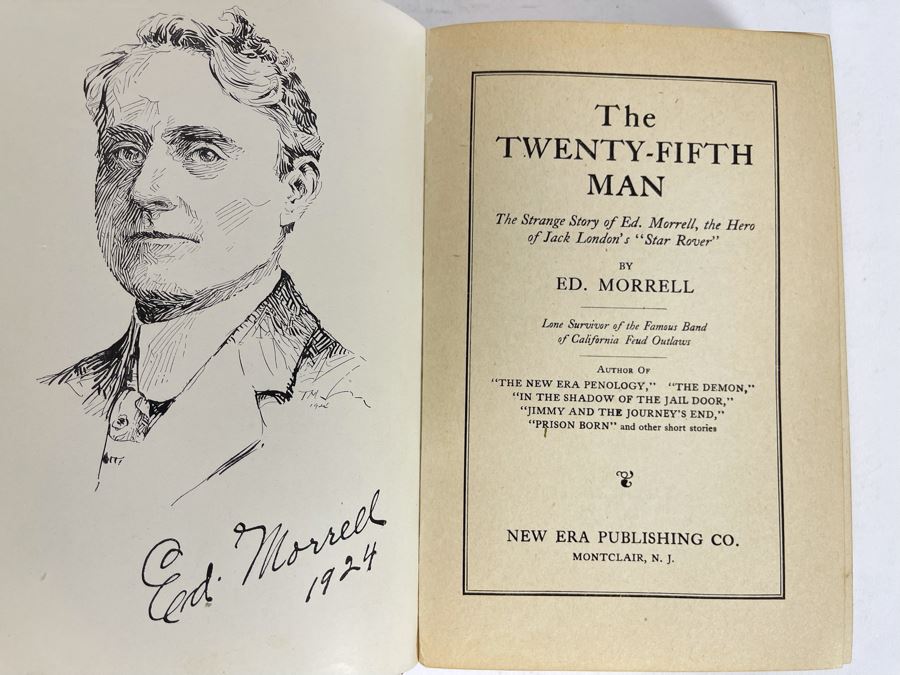 Ed. Morrell
1924
The
TWENTY-FIFTH
MAN
The Strange Story of Ed. Morrell, the Hero
of Jack London's "Star Rover"
BY
ED. MORRELL
Lone Survivor of the Famous Band
of California Feud Outlaws
AUTHOR OF
"THE NEW ERA PENOLOGY," "THE DEMON,"
"IN THE SHADOW OF THE JAIL DOOR,"
"JIMMY AND THE JOURNEY'S END,"
"PRISON BORN" and other short stories
NEW ERA PUBLISHING CO.
MONTCLAIR, N. J.